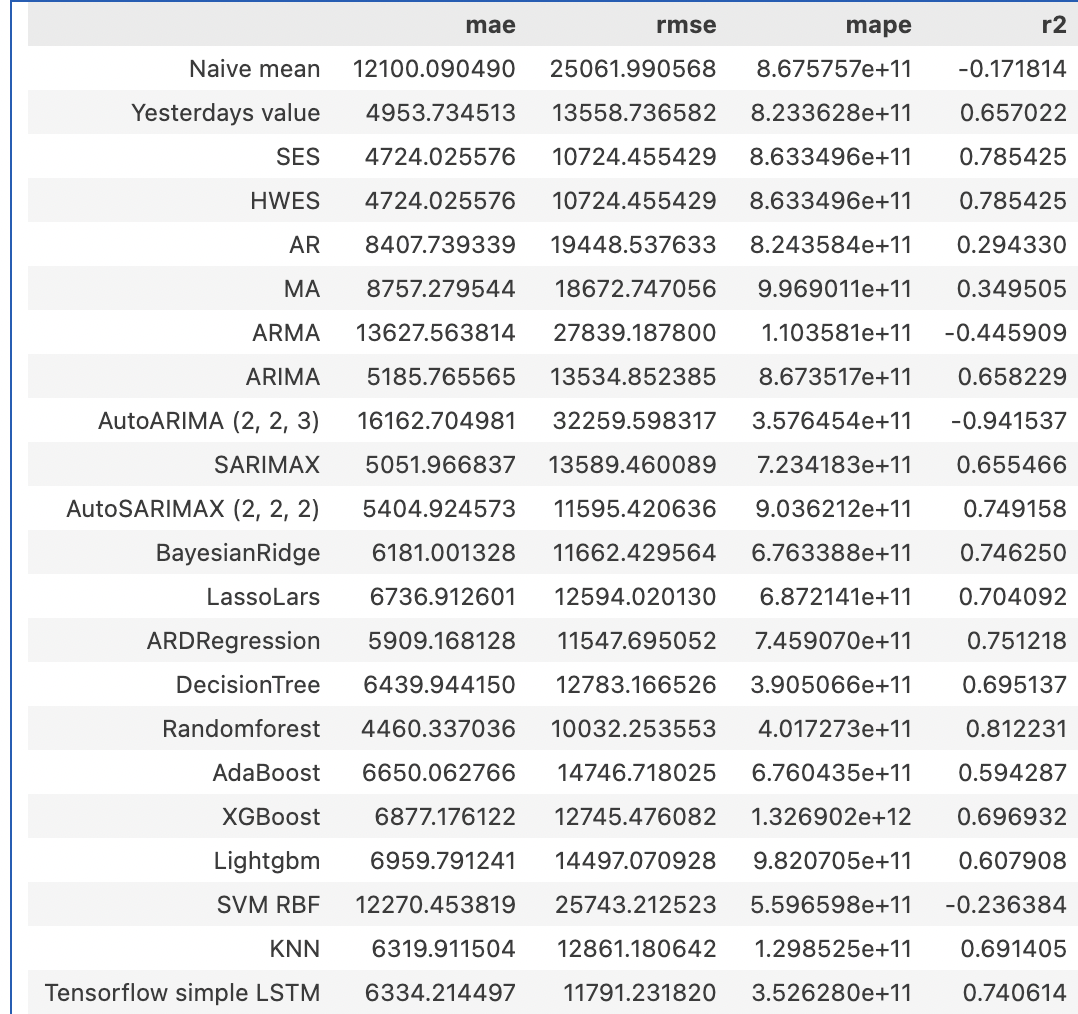 mae rmse mape r2
Naive mean 12100.090490 25061.990568 8.675757e+11 -0.171814
Yesterdays value 4953.734513 13558.736582 8.233628e+11 0.657022
SES 4724.025576 10724.455429 8.633496e+11 0.785425
HWES 4724.025576 10724.455429 8.633496e+11 0.785425
AR 8407.739339 19448.537633 8.243584e+11 0.294330
MA 8757.279544 18672.747056 9.969011e+11 0.349505
ARMA 13627.563814 27839.187800 1.103581e+11 -0.445909
ARIMA 5185.765565 13534.852385 8.673517e+11 0.658229
AutoARIMA (2, 2, 3) 16162.704981 32259.598317 3.576454e+11 -0.941537
SARIMAX 5051.966837 13589.460089 7.234183e+11 0.655466
AutoSARIMAX (2, 2, 2) 5404.924573 11595.420636 9.036212e+11 0.749158
BayesianRidge 6181.001328 11662.429564 6.763388e+11 0.746250
LassoLars 6736.912601 12594.020130 6.872141e+11 0.704092
ARDRegression 5909.168128 11547.695052 7.459070e+11 0.751218
DecisionTree 6439.944150 12783.166526 3.905066e+11 0.695137
Randomforest 4460.337036 10032.253553 4.017273e+11 0.812231
AdaBoost 6650.062766 14746.718025 6.760435e+11 0.594287
XGBoost 6877.176122 12745.476082 1.326902e+12 0.696932
Lightgbm 6959.791241 14497.070928 9.820705e+11 0.607908
SVM RBF 12270.453819 25743.212523 5.596598e+11 -0.236384
KNN 6319.911504 12861.180642 1.298525e+11 0.691405
Tensorflow simple LSTM 6334.214497 11791.231820 3.526280e+11 0.740614